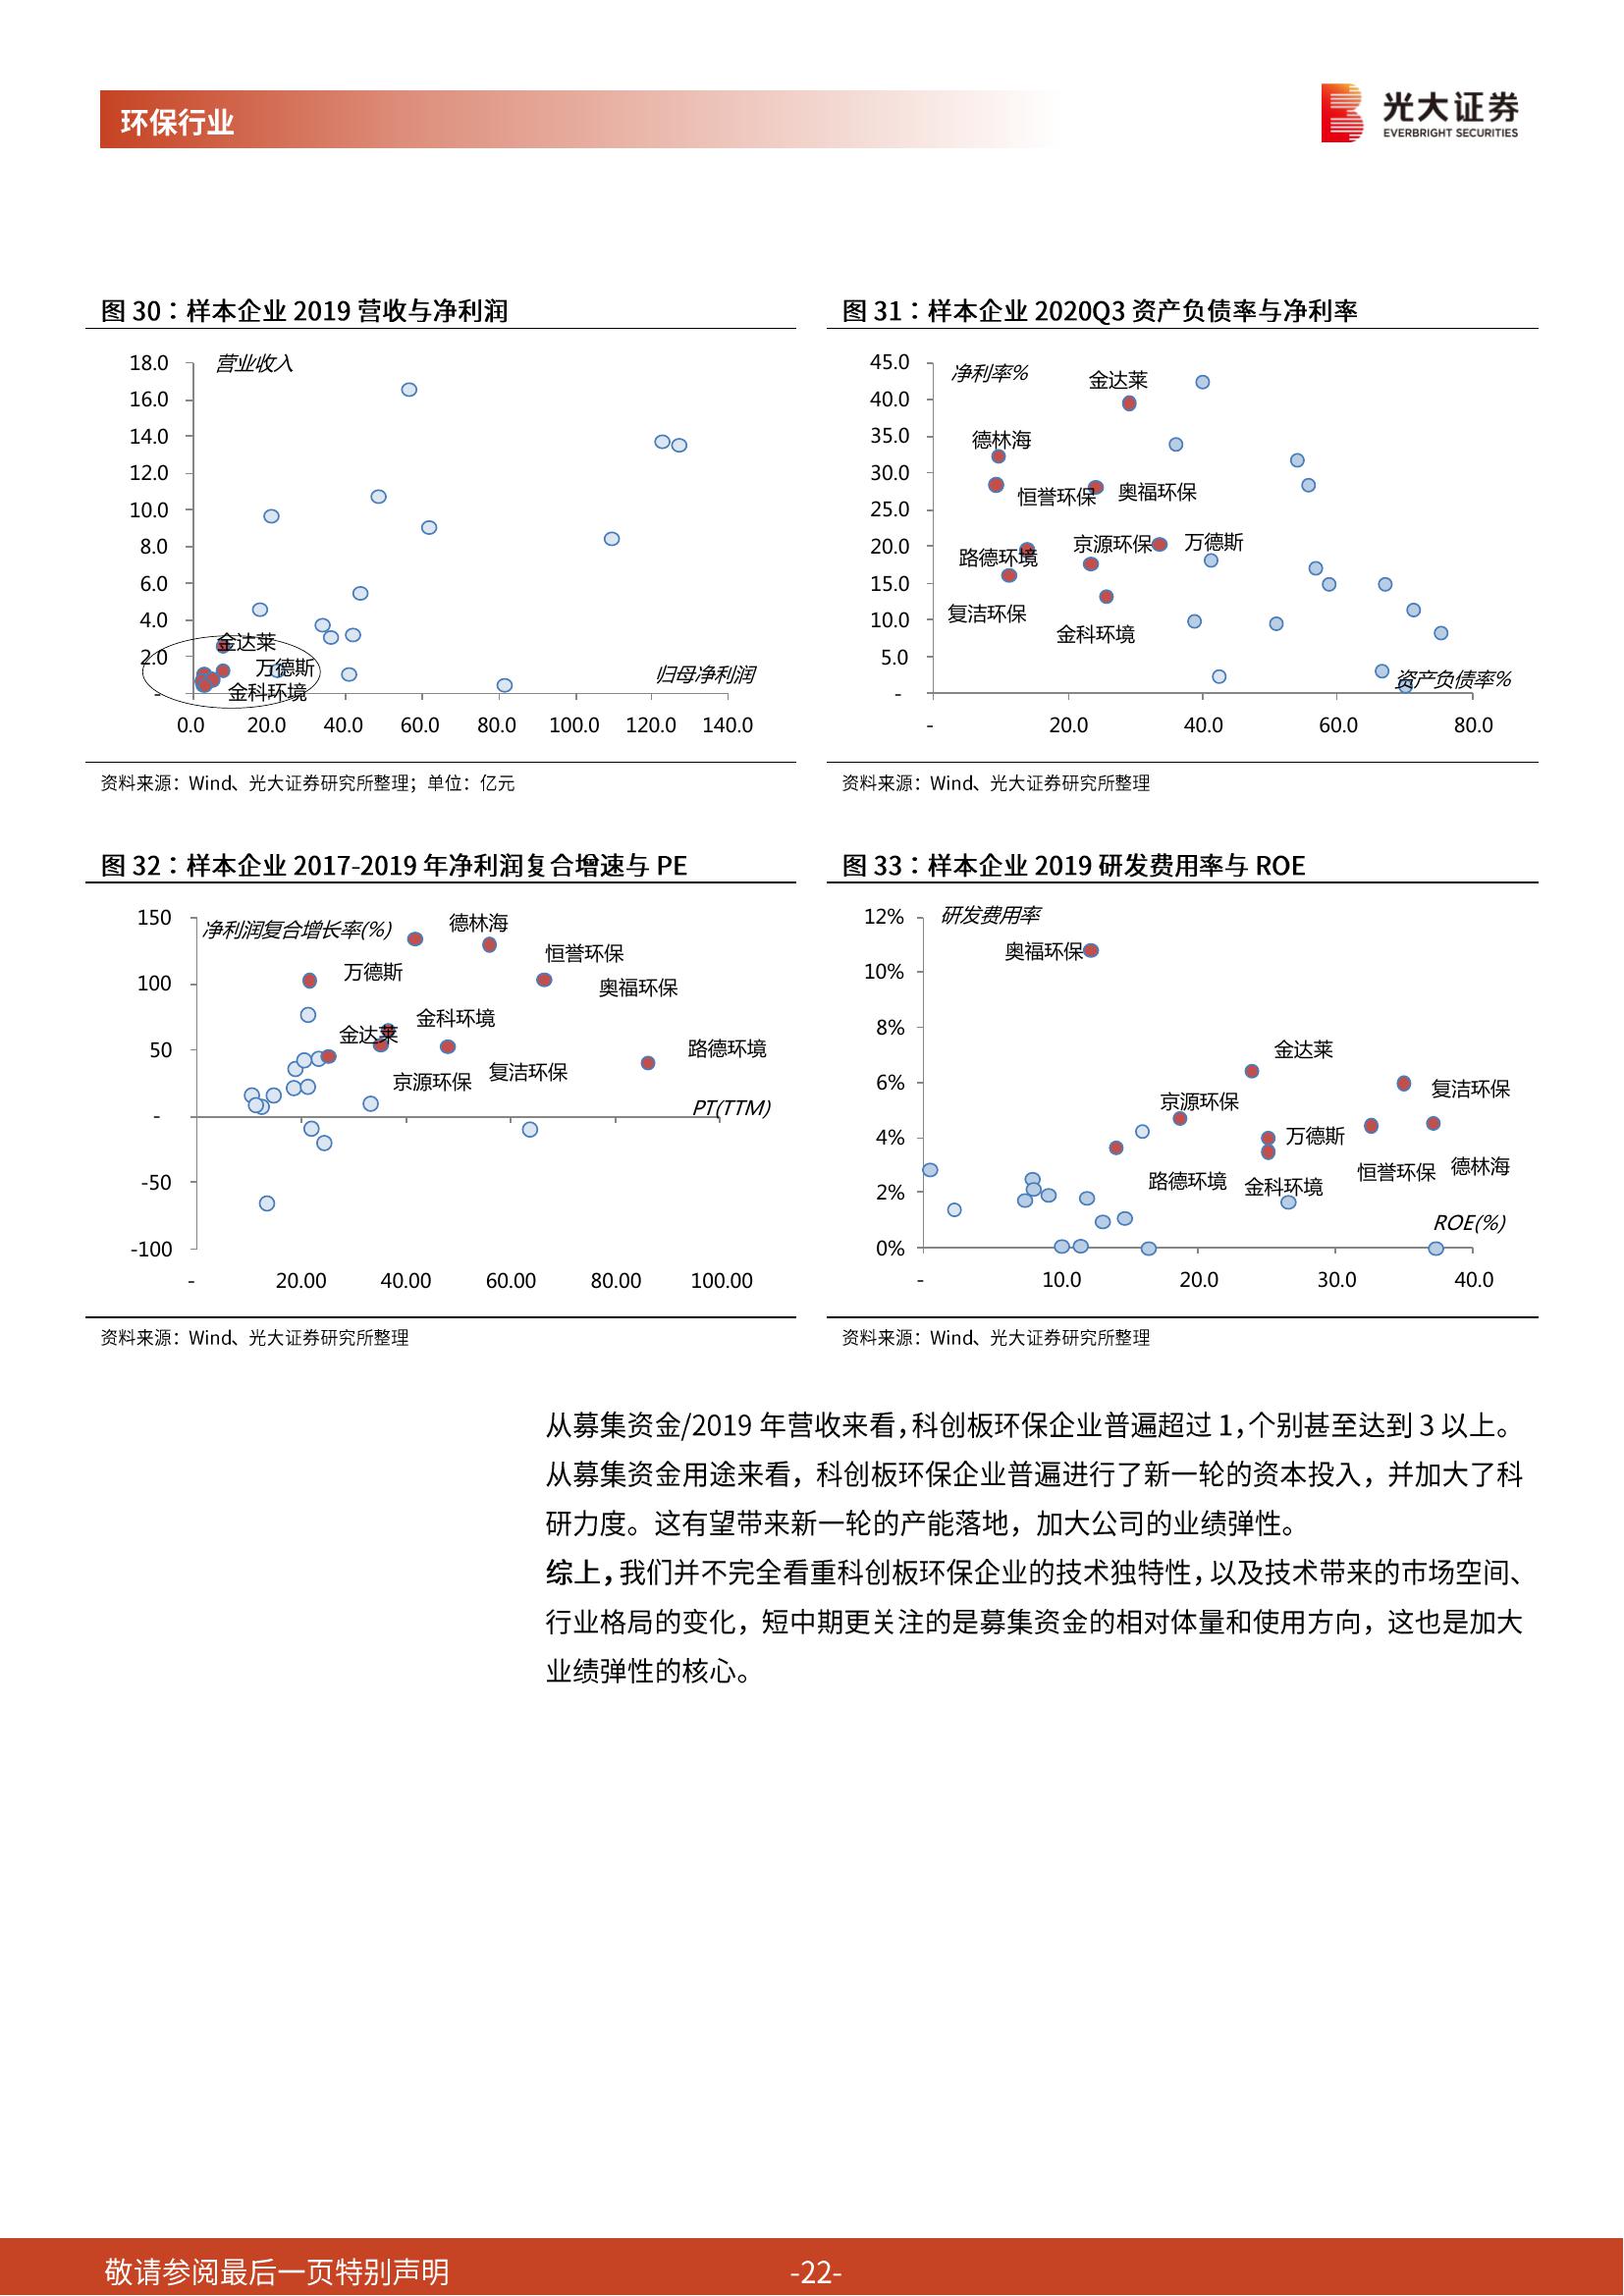 环保行业
光大证券
EVERBRIGHT SECURITIES
图 30：样本企业 2019 营收与净利润
图 31：样本企业 2020Q3 资产负债率与净利率
营业收入
18.0
16.0
14.0
12.0
10.0
8.0
6.0
4.0
2.0
-
金达莱
万德斯
金科环境
归母净利润
0.0 20.0 40.0 60.0 80.0 100.0 120.0 140.0
净利率%
45.0
40.0
35.0
30.0
25.0
20.0
15.0
10.0
5.0
-
金达莱
德林海
恒誉环保
奥福环保
路德环境
京源环保
万德斯
复洁环保
金科环境
资产负债率%
- 20.0 40.0 60.0 80.0
资料来源：Wind、光大证券研究所整理；单位：亿元
资料来源：Wind、光大证券研究所整理
图 32：样本企业 2017-2019 年净利润复合增速与 PE
图 33：样本企业 2019 研发费用率与 ROE
净利润复合增长率(%)
150
100
50
-
-50
-100
德林海
恒誉环保
万德斯
奥福环保
金科环境
金达莱
路德环境
复洁环保
京源环保
PT(TTM)
- 20.00 40.00 60.00 80.00 100.00
研发费用率
12%
10%
8%
6%
4%
2%
0%
奥福环保
金达莱
复洁环保
京源环保
万德斯
德林海
恒誉环保
路德环境
金科环境
ROE(%)
- 10.0 20.0 30.0 40.0
资料来源：Wind、光大证券研究所整理
资料来源：Wind、光大证券研究所整理
从募集资金/2019 年营收来看，科创板环保企业普遍超过 1，个别甚至达到 3 以上。
从募集资金用途来看，科创板环保企业普遍进行了新一轮的资本投入，并加大了科
研力度。这有望带来新一轮的产能落地，加大公司的业绩弹性。
综上，我们并不完全看重科创板环保企业的技术独特性，以及技术带来的市场空间、
行业格局的变化，短中期更关注的是募集资金的相对体量和使用方向，这也是加大
业绩弹性的核心。
敬请参阅最后一页特别声明
-22-